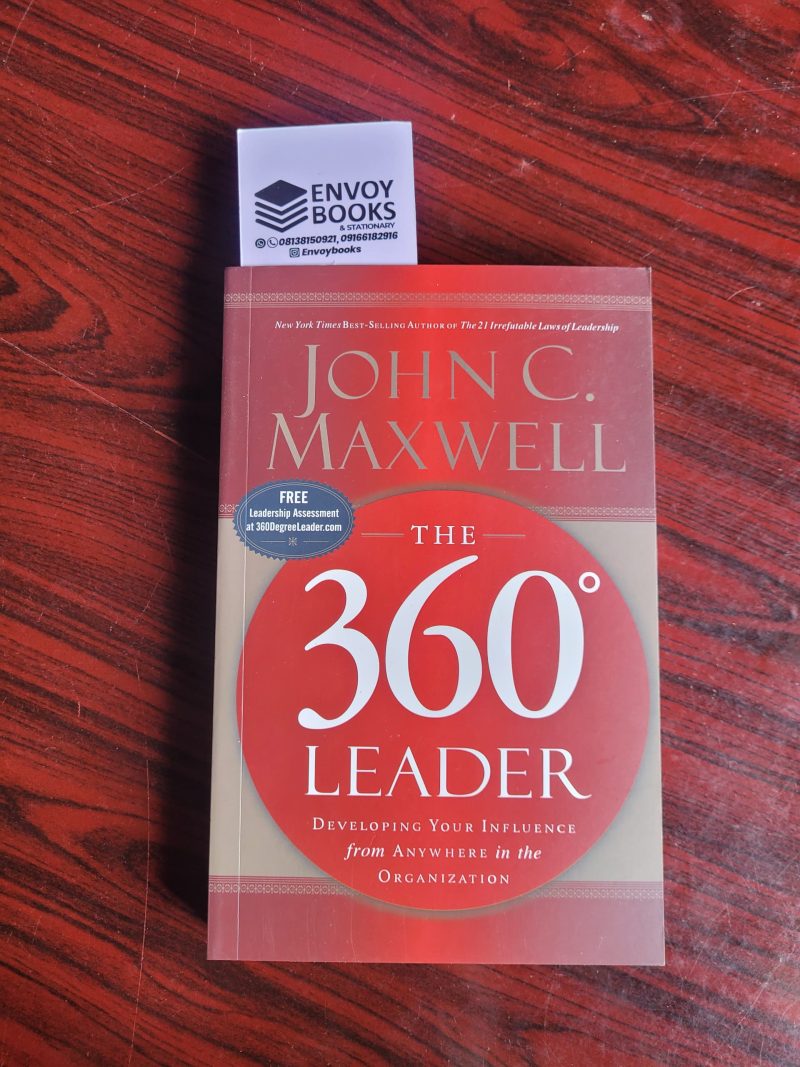 ENVOY
BOOKS
& STATIONARY
08138150921, 09166182916
Envoybooks
New York Times BEST-SELLING AUTHOR OF The 21 Irrefutable Laws of Leadership
JOHN C.
MAXWELL
FREE
Leadership Assessment
at 360DegreeLeader.com
THE
360°
LEADER
DEVELOPING YOUR INFLUENCE
from ANYWHERE in the
ORGANIZATION